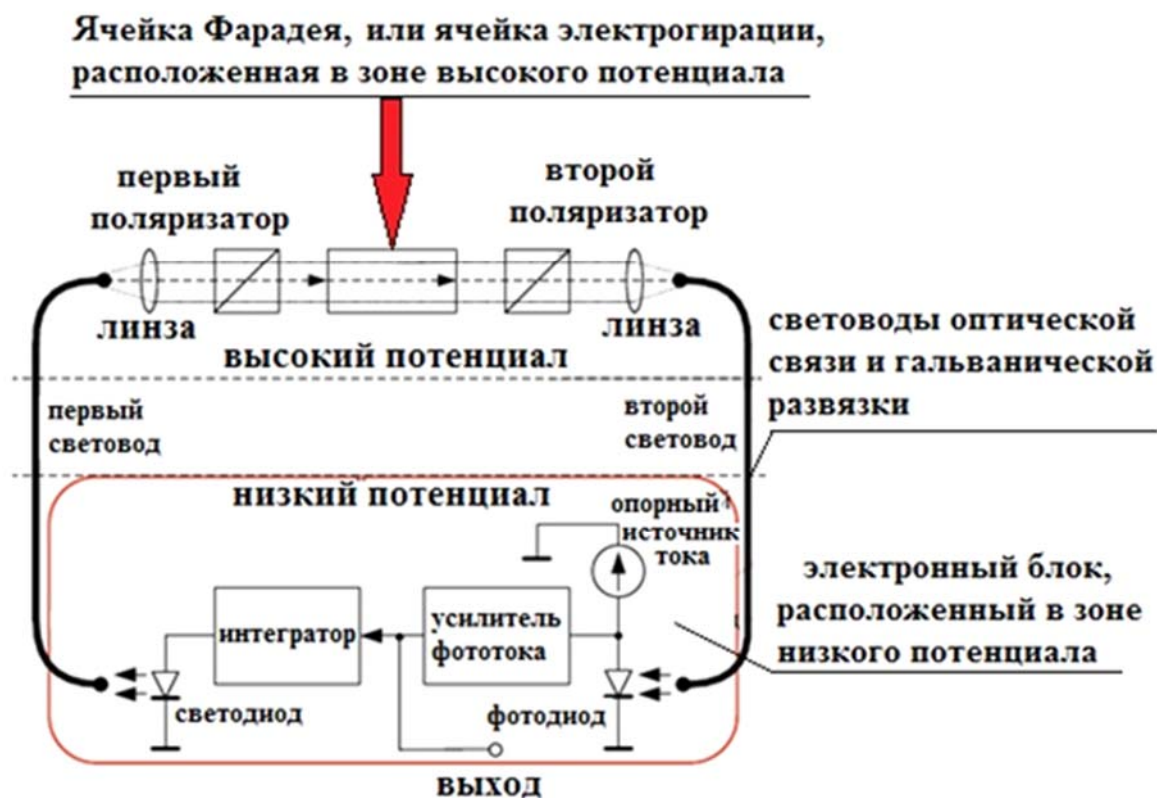 Ячейка Фарадея, или ячейка электрогирации,
расположенная в зоне высокого потенциала
первый
поляризатор
второй
поляризатор
линза
линза
высокий потенциал
световоды оптической
связи и гальванической
развязки
первый
световод
второй
световод
низкий потенциал
опорный
источник
тока
электронный блок,
расположенный в зоне
низкого потенциала
интегратор
усилитель
фототока
светодиод
фотодиод
выход